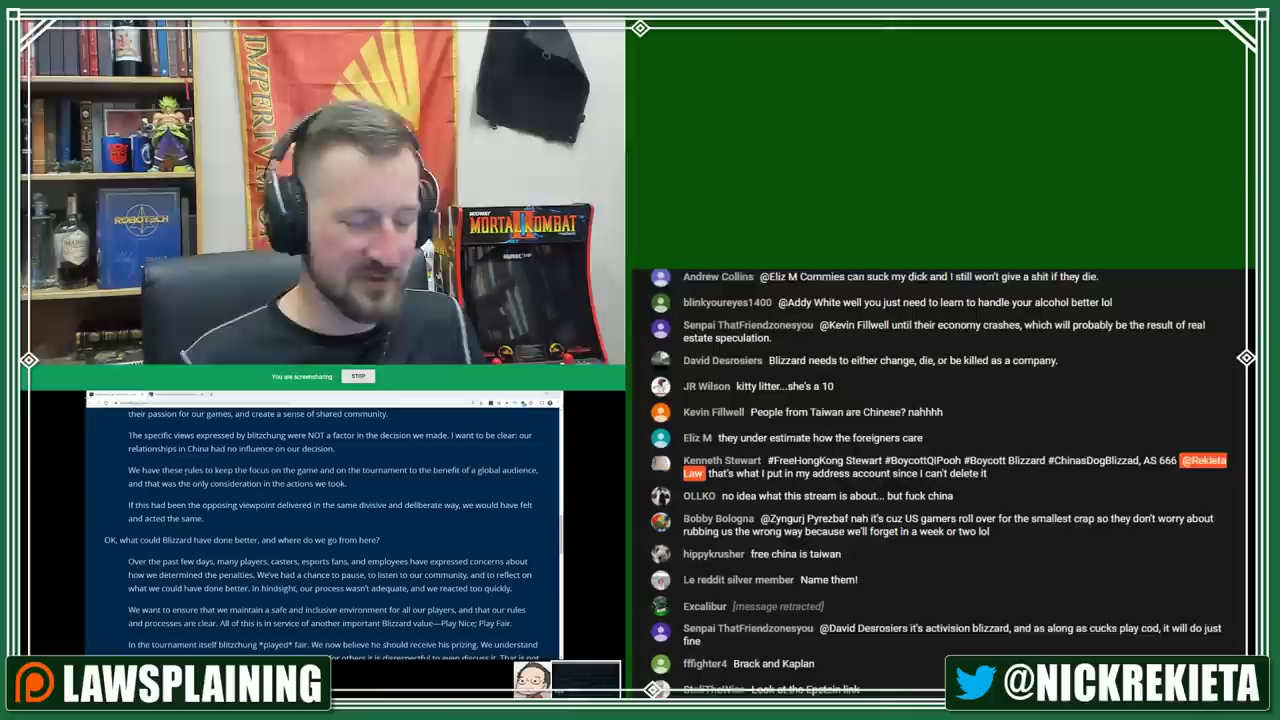 IMPERIVM
ROBOTECH
MIDWAY
MORTAL KOMBAT
II
You are screensharing
STOP
their passion for our games, and create a sense of shared community.
The specific views expressed by blitzchung were NOT a factor in the decision we made. I want to be clear: our
relationships in China had no influence on our decision.
We have these rules to keep the focus on the game and on the tournament to the benefit of a global audience,
and that was the only consideration in the actions we took.
If this had been the opposing viewpoint delivered in the same divisive and deliberate way, we would have felt
and acted the same.
OK, what could Blizzard have done better, and where do we go from here?
Over the past few days, many players, casters, esports fans, and employees have expressed concerns about
how we determined the penalties. We've had a chance to pause, to listen to our community, and to reflect on
what we could have done better. In hindsight, our process wasn't adequate, and we reacted too quickly.
We want to ensure that we maintain a safe and inclusive environment for all our players, and that our rules
and processes are clear. All of this is in service of another important Blizzard value—Play Nice; Play Fair.
In the tournament itself blitzchung *played* fair. We now believe he should receive his prizing. We understand
for others it is disrespectful to even discuss it. That is not
Andrew Collins @Eliz M Commies can suck my dick and I still won't give a shit if they die.
blinkyoureyes1400 @Addy White well you just need to learn to handle your alcohol better lol
Senpai ThatFriendzonesyou @Kevin Fillwell until their economy crashes, which will probably be the result of real
estate speculation.
David Desrosiers Blizzard needs to either change, die, or be killed as a company.
JR Wilson kitty litter...she's a 10
Kevin Fillwell People from Taiwan are Chinese? nahhhh
Eliz M they under estimate how the foreigners care
Kenneth Stewart #FreeHongKong Stewart #BoycottQIPooh #Boycott Blizzard #ChinasDogBlizzad, AS 666 @Rekieta
Law that's what I put in my address account since I can't delete it
OLLKO no idea what this stream is about... but fuck china
Bobby Bologna @Zyngurj Pyrezbaf nah it's cuz US gamers roll over for the smallest crap so they don't worry about
rubbing us the wrong way because we'll forget in a week or two lol
hippykrusher free china is taiwan
Le reddit silver member Name them!
Excalibur [message retracted]
Senpai ThatFriendzonesyou @David Desrosiers it's activision blizzard, and as along as cucks play cod, it will do just
fine
fffighter4 Brack and Kaplan
StaliTheWise Look at the Epstein link
LAWSPLAINING
@NICKREKIETA